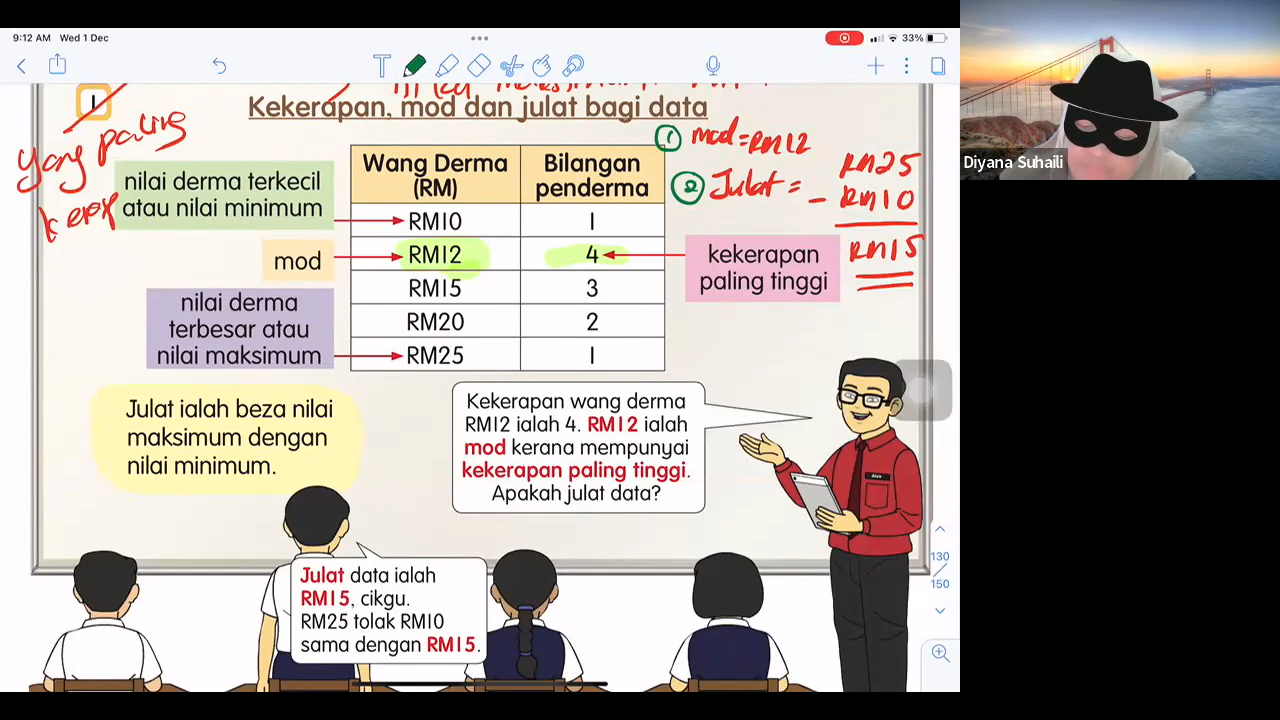 9:12 AM Wed 1 Dec
33%
1
Kekerapan, mod dan julat bagi data
yang paling
nilai derma terkecil
atau nilai minimum
mod
nilai derma
terbesar atau
nilai maksimum
Wang Derma
(RM)
Bilangan
penderma
RM10 1
RM12 4
RM15 3
RM20 2
RM25 1
kekerapan
paling tinggi
1 mod = RM12
2 Julat = RM25
- RM10
RM15
Diyana Suhaili
Julat ialah beza nilai
maksimum dengan
nilai minimum.
Kekerapan wang derma
RM12 ialah 4. RM12 ialah
mod kerana mempunyai
kekerapan paling tinggi.
Apakah julat data?
Julat data ialah
RM15, cikgu.
RM25 tolak RM10
sama dengan RM15.
130
150